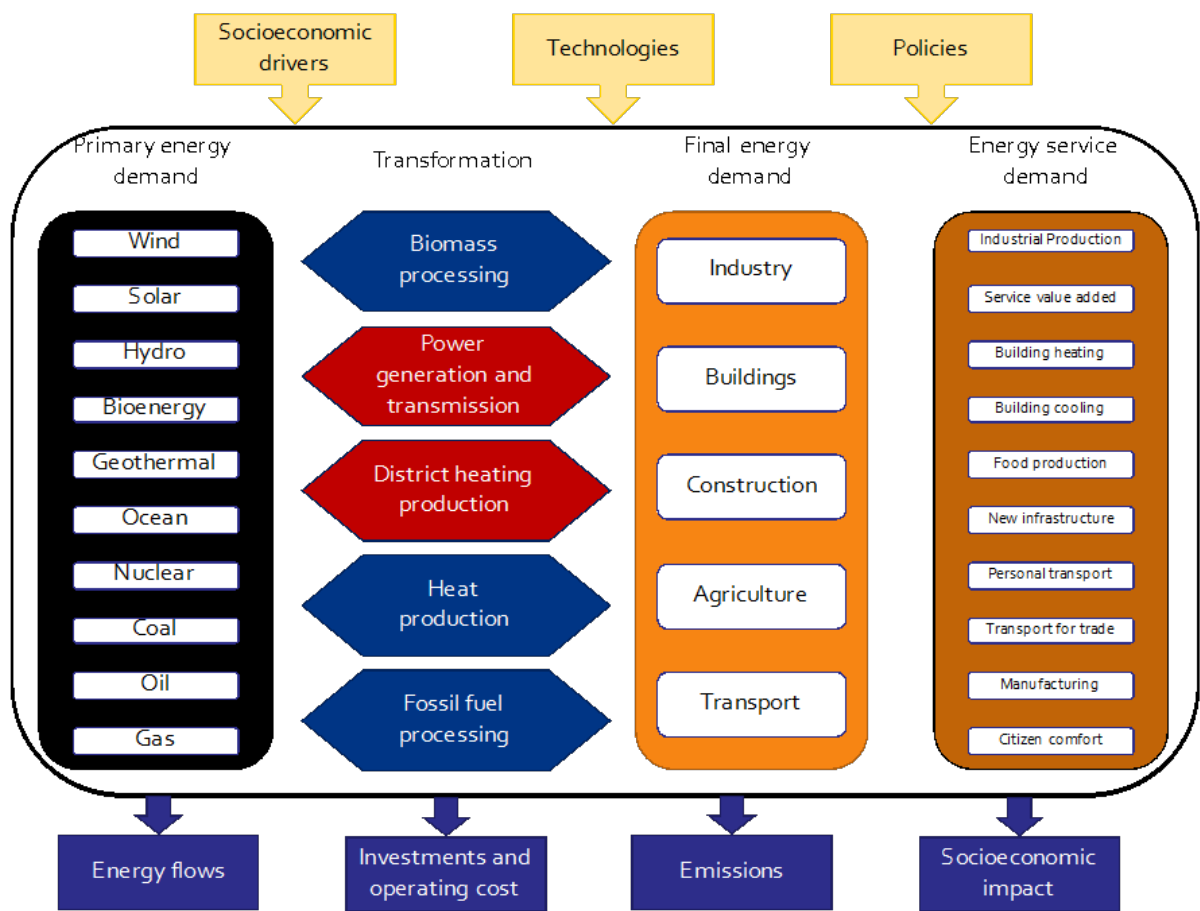 Socioeconomic
drivers
Technologies
Policies
Primary energy
demand
Transformation
Final energy
demand
Energy service
demand
Wind
Solar
Hydro
Bioenergy
Geothermal
Ocean
Nuclear
Coal
Oil
Gas
Biomass
processing
Power
generation and
transmission
District heating
production
Heat
production
Fossil fuel
processing
Industry
Buildings
Construction
Agriculture
Transport
Industrial Production
Service value added
Building heating
Building cooling
Food production
New infrastructure
Personal transport
Transport for trade
Manufacturing
Citizen comfort
Energy flows
Investments and
operating cost
Emissions
Socioeconomic
impact